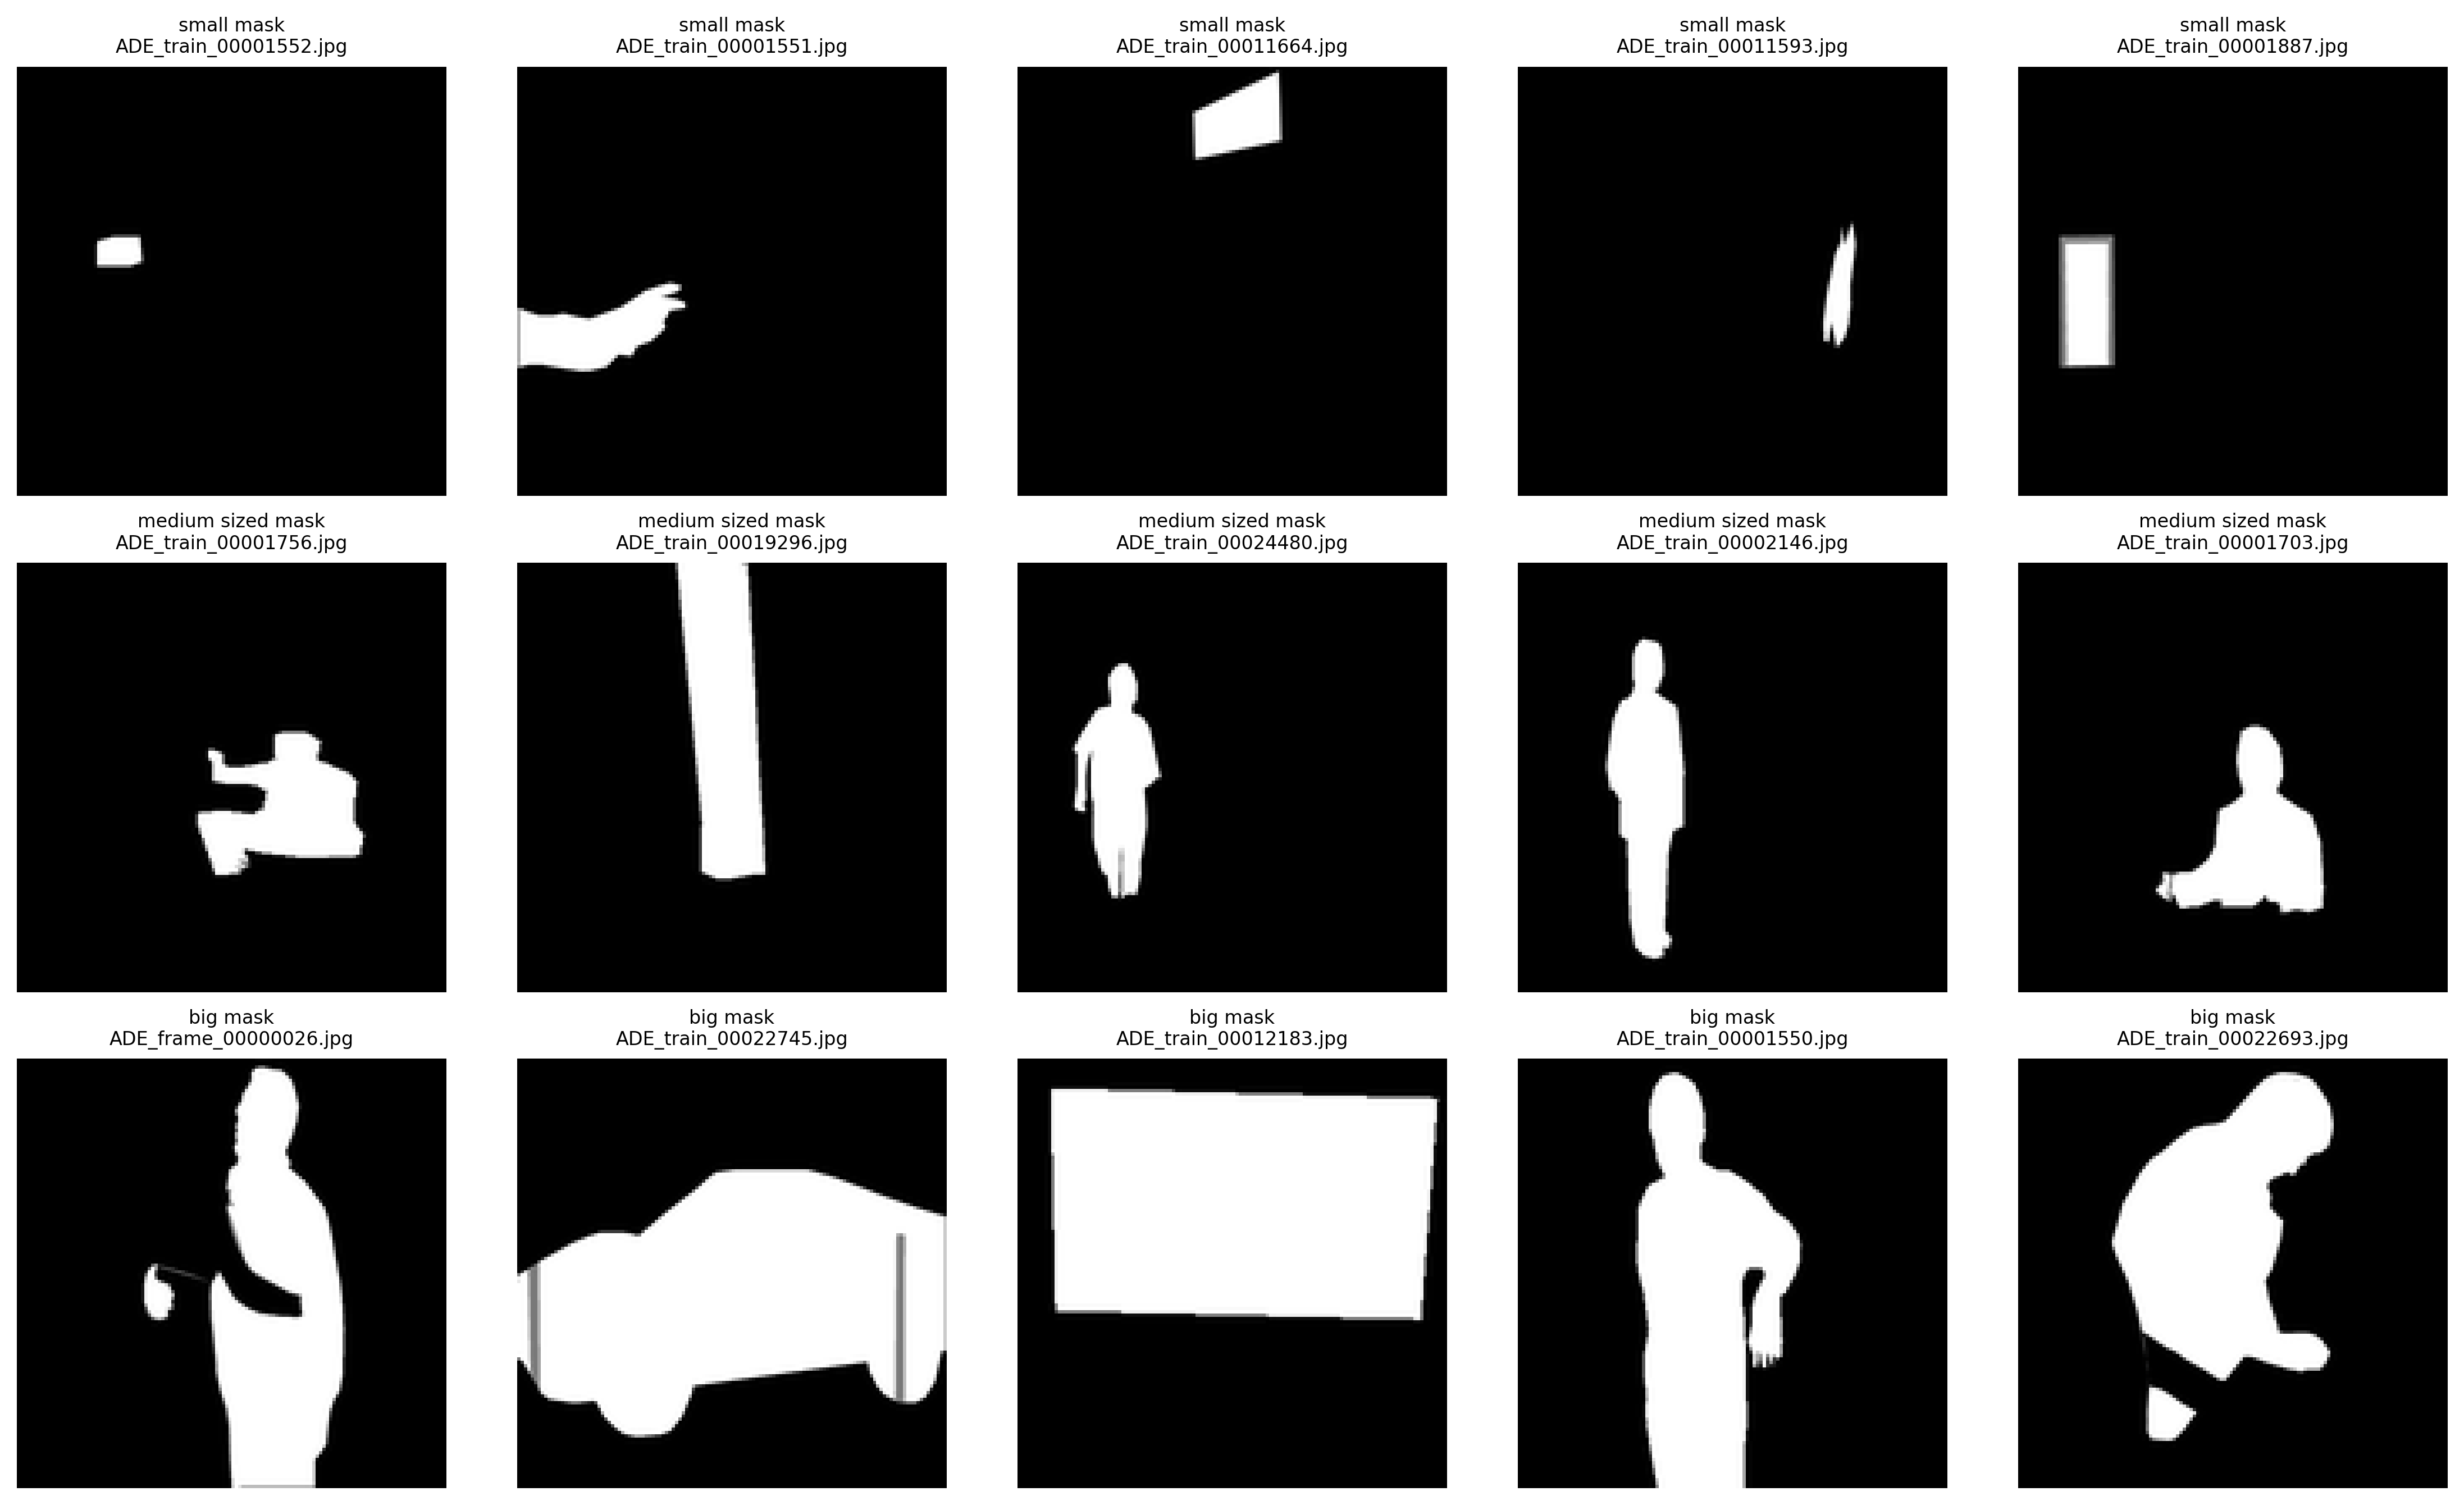 small mask
ADE_train_00001552.jpg
small mask
ADE_train_00001551.jpg
small mask
ADE_train_00011664.jpg
small mask
ADE_train_00011593.jpg
small mask
ADE_train_00001887.jpg
medium sized mask
ADE_train_00001756.jpg
medium sized mask
ADE_train_00019296.jpg
medium sized mask
ADE_train_00024480.jpg
medium sized mask
ADE_train_00002146.jpg
medium sized mask
ADE_train_00001703.jpg
big mask
ADE_frame_00000026.jpg
big mask
ADE_train_00022745.jpg
big mask
ADE_train_00012183.jpg
big mask
ADE_train_00001550.jpg
big mask
ADE_train_00022693.jpg